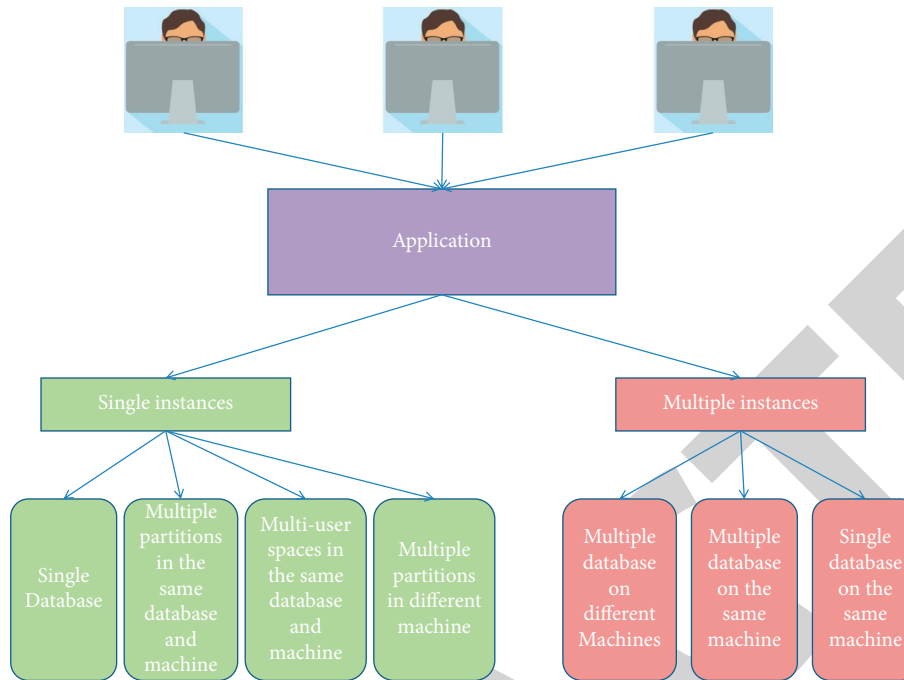 Application
Single instances
Multiple instances
Single
Database
Multiple
partitions
in the
same
database
and
machine
Multi-user
spaces in
the same
database
and
machine
Multiple
partitions
in different
machine
Multiple
database
on
different
Machines
Multiple
database
on the
same
machine
Single
database
on the
same
machine